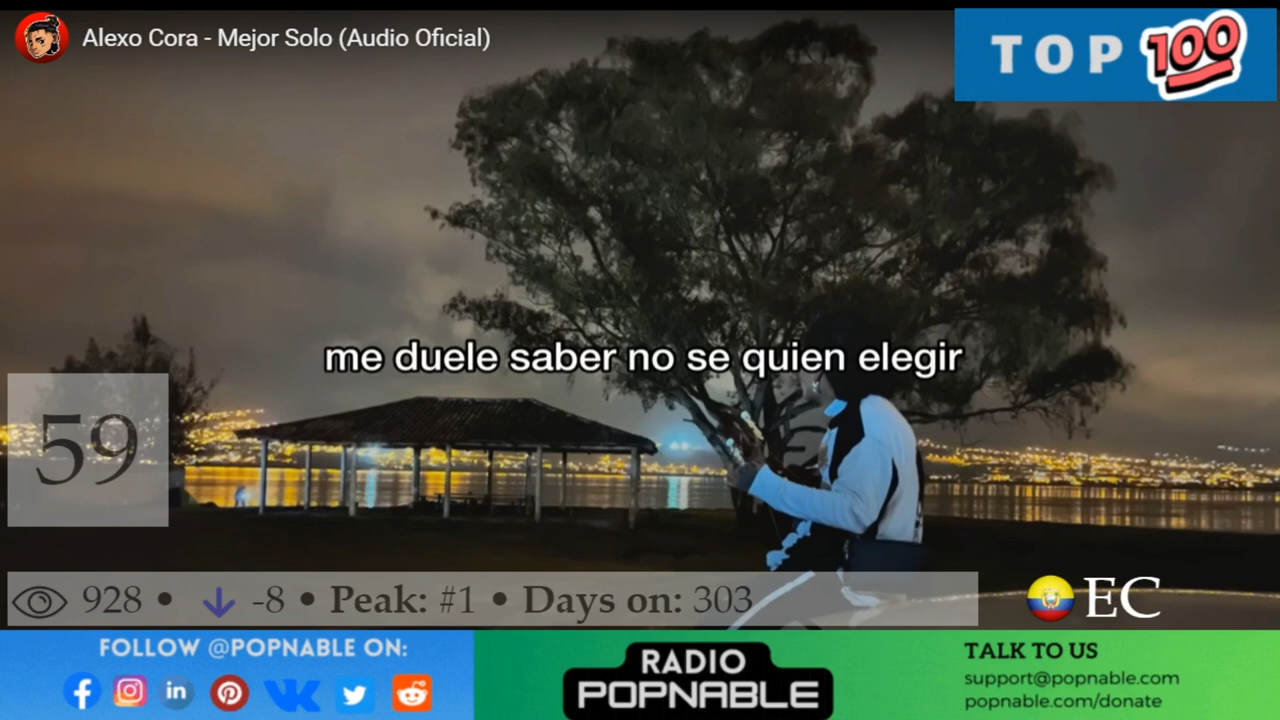 Alexo Cora - Mejor Solo (Audio Oficial)
TOP 100
me duele saber no se quien elegir
59
928 • -8 • Peak: #1 • Days on: 303
EC
FOLLOW @POPNABLE ON:
RADIO
POPNABLE
TALK TO US
support@popnable.com
popnable.com/donate